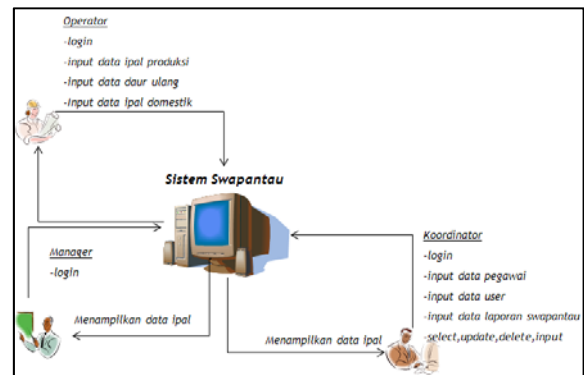 Operator
-login
-input data ipal produksi
-input data daur ulang
-input data ipal domestik
Sistem Swapantau
Manager
-login
Menampilkan data ipal
Menampilkan data ipal
Koordinator
-login
-input data pegawai
-input data user
-input data laporan swapantau
-select,update,delete,input